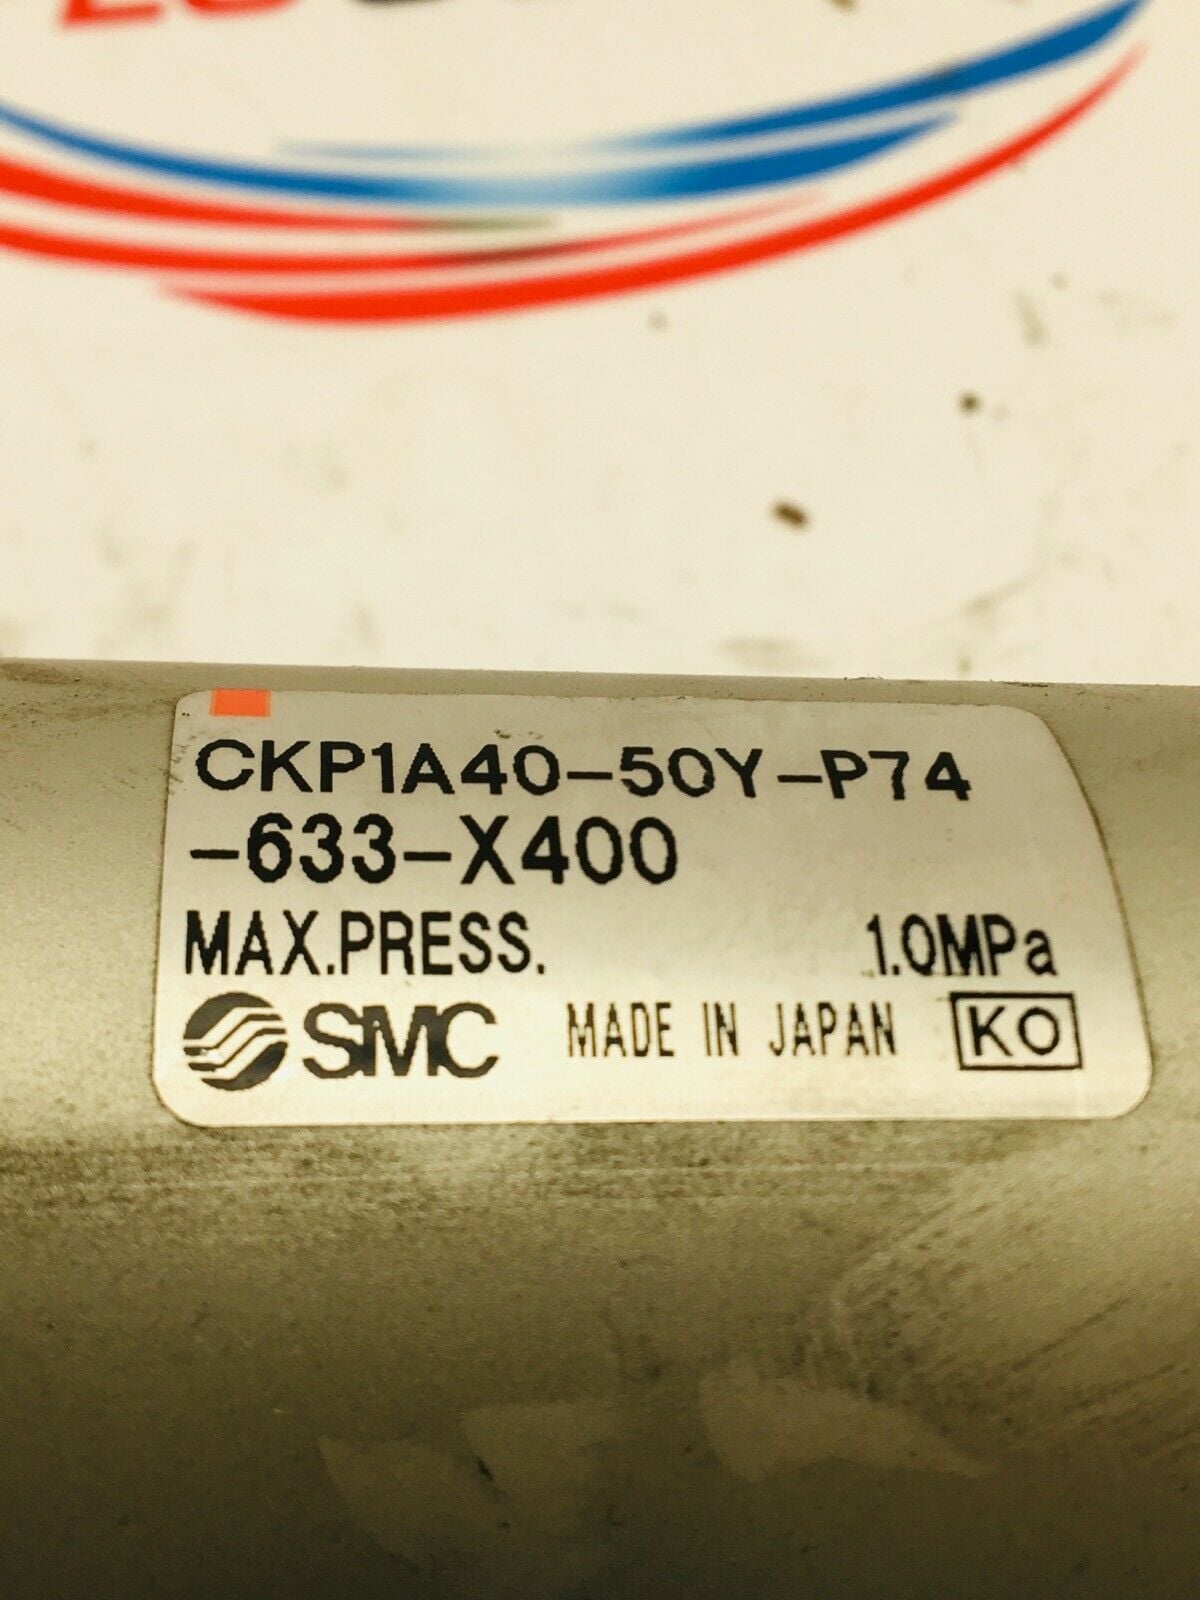 CKP1A40-50Y-P74
-633-X400
MAX.PRESS. 1.0MPa
SMC MADE IN JAPAN KO